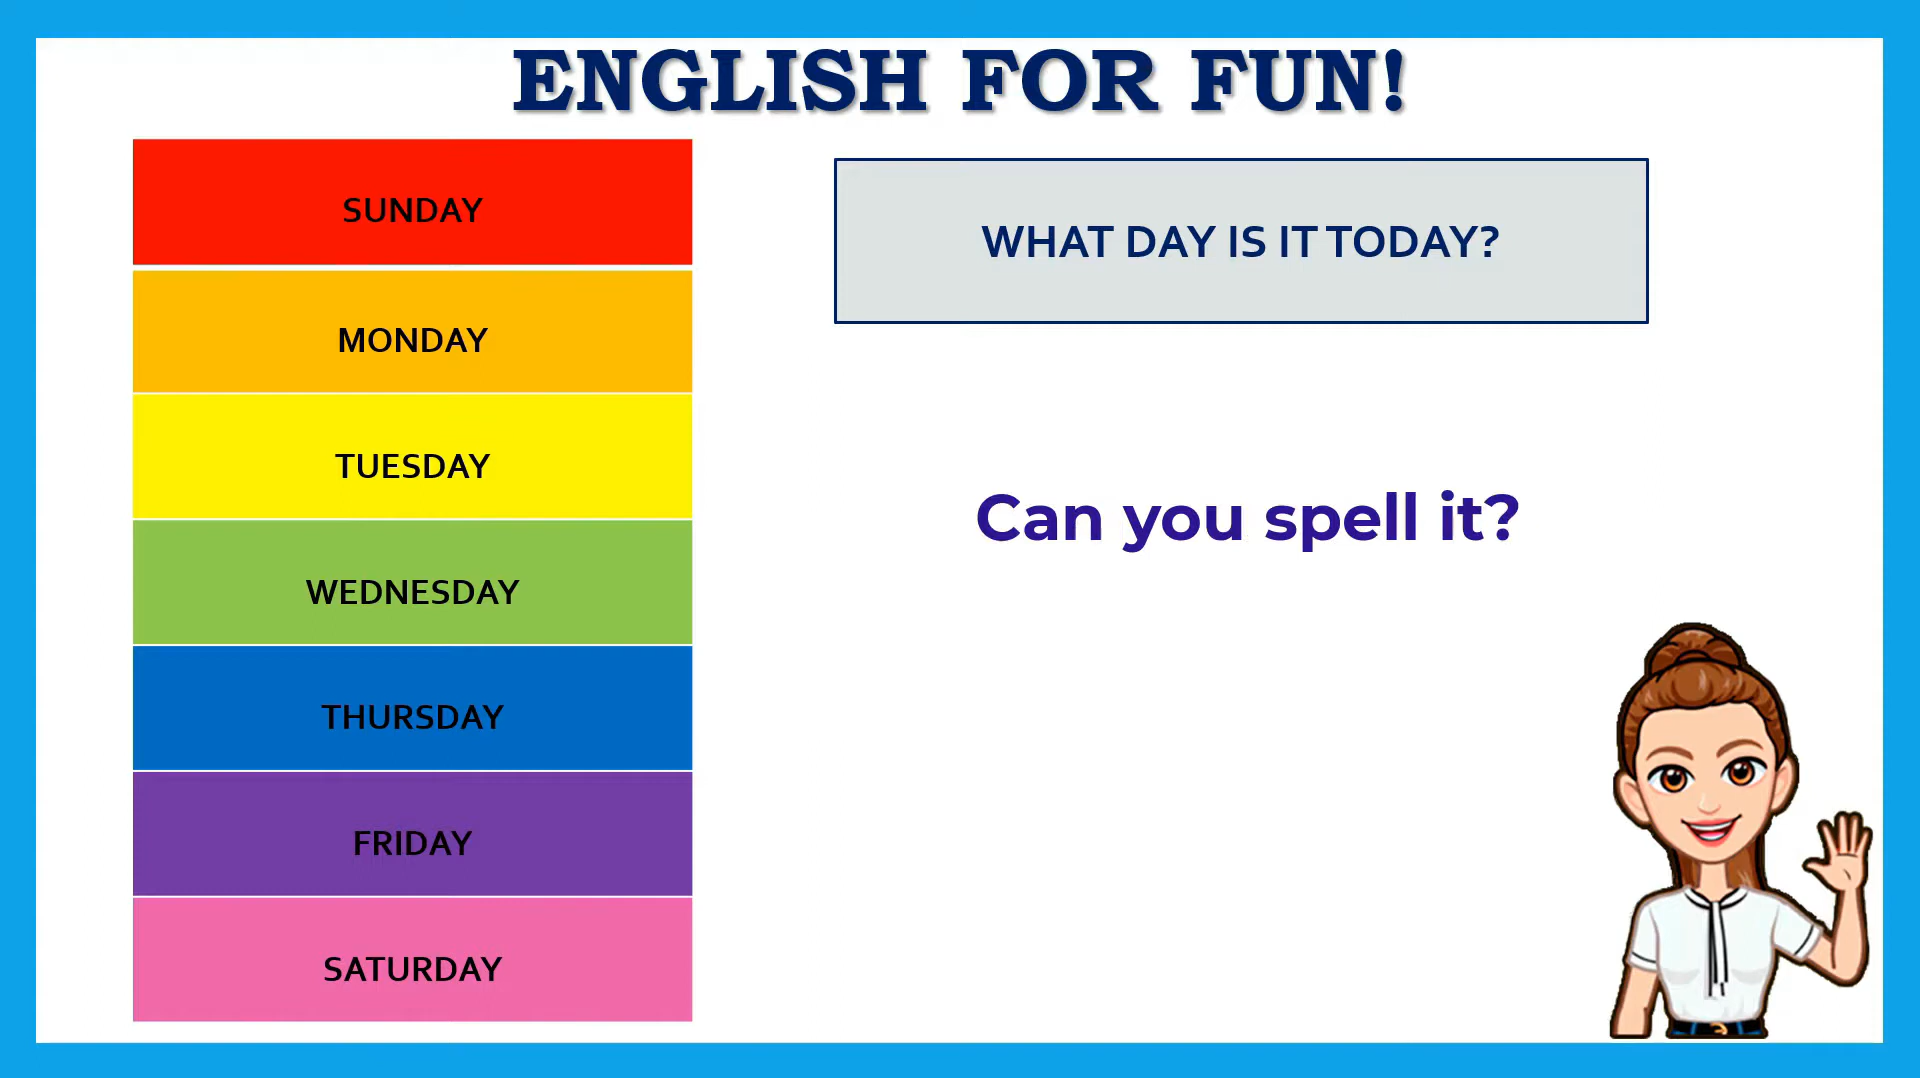 ENGLISH FOR FUN!
SUNDAY
MONDAY
TUESDAY
WEDNESDAY
THURSDAY
FRIDAY
SATURDAY
WHAT DAY IS IT TODAY?
Can you spell it?